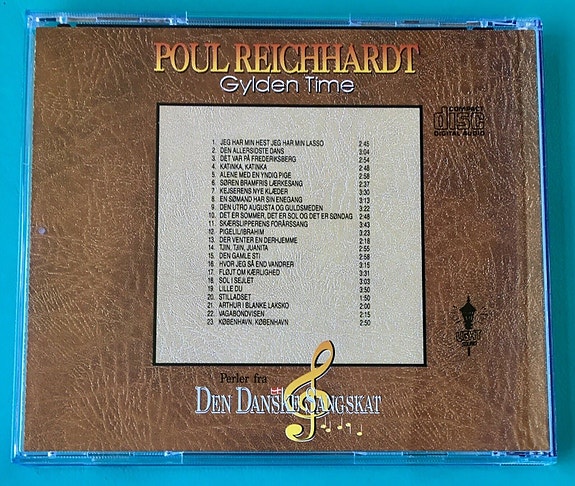 POUL REICHHARDT
Gylden Time
COMPACT
disc
DIGITAL AUDIO
1. JEG HAR MIN HEST JEG HAR MIN LASSO 2:45
2. DEN ALLERSIDSTE DANS 3:04
3. DET VAR PÅ FREDERIKSBERG 2:54
4. KATINKA, KATINKA 2:48
5. ALENE MED EN YNDIG PIGE 2:58
6. SØREN BRAMFRIS LÆRKESANG 2:37
7. KEJSERENS NYE KLÆDER 2:30
8. EN SØMAND HAR SIN ENEGANG 3:13
9. DEN UTRO AUGUSTA OG GULDSMEDEN 3:22
10. DET ER SOMMER, DET ER SOL OG DET ER SØNDAG 2:48
11. SKÆRSLIPPERENS FORÅRSSANG 3:43
12. PIGELIL/IBRAHIM 3:23
13. DER VENTER EN DERHJEMME 2:18
14. TJIN, TJIN, JUANITA 2:55
15. DEN GAMLE STI 2:58
16. HVOR JEG SÅ END VANDRER 3:15
17. FLØJT OM KÆRLIGHED 3:31
18. SOL I SEJLET 3:03
19. LILLE DU 3:50
20. STILLADSET 1:50
21. ARTHUR I BLANKE LAKSKO 2:00
22. VAGABONDVISEN 2:15
23. KØBENHAVN, KØBENHAVN 2:50
Perler fra
DEN DANSKE SANGSKAT